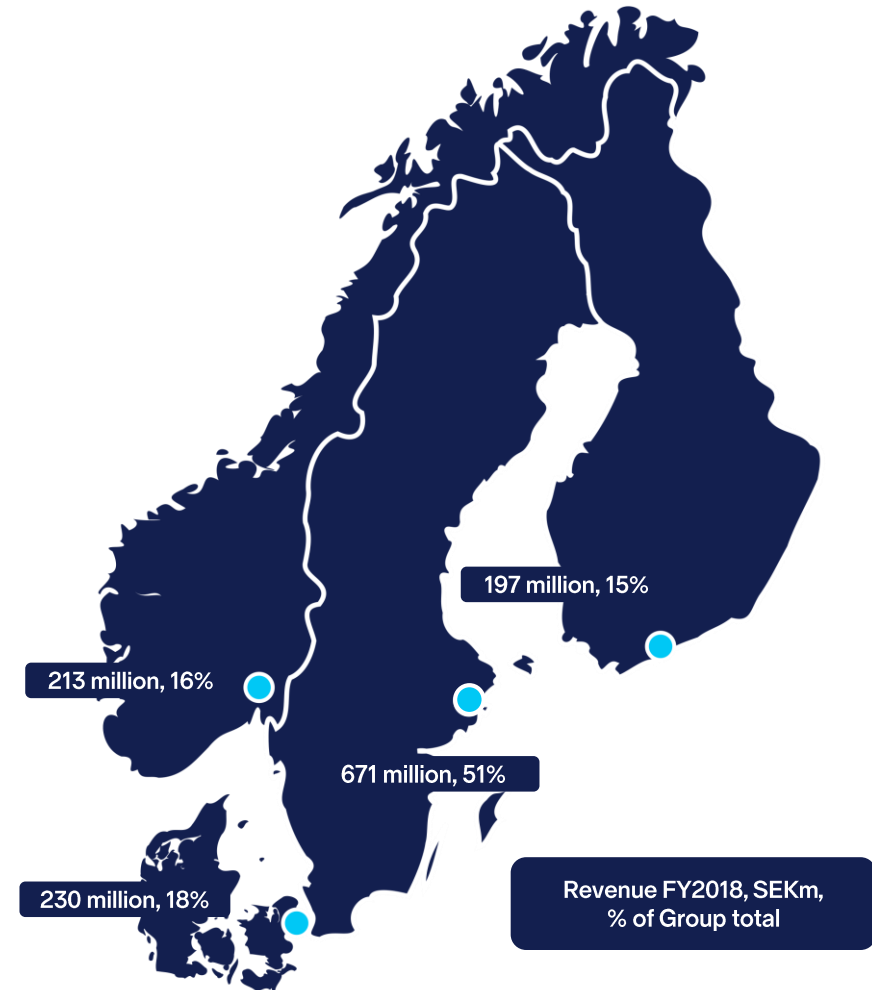 197 million, 15%
213 million, 16%
671 million, 51%
230 million, 18%
Revenue FY2018, SEKm,
% of Group total